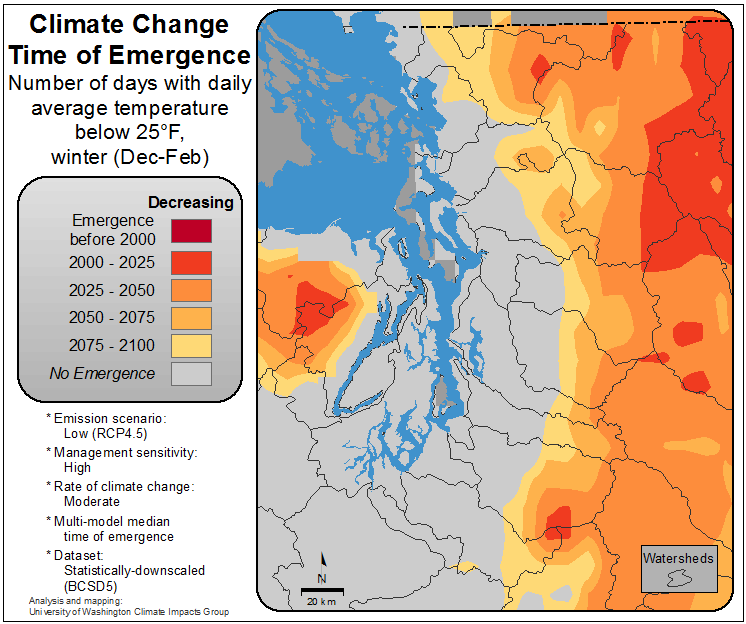 Climate Change
Time of Emergence
Number of days with daily
average temperature
below 25°F,
winter (Dec-Feb)
Decreasing
Emergence
before 2000
2000 - 2025
2025 - 2050
2050 - 2075
2075 - 2100
No Emergence
* Emission scenario:
Low (RCP4.5)
* Management sensitivity:
High
* Rate of climate change:
Moderate
* Multi-model median
time of emergence
* Dataset:
Statistically-downscaled
(BCSD5)
Analysis and mapping:
University of Washington Climate Impacts Group
N
20 km
Watersheds